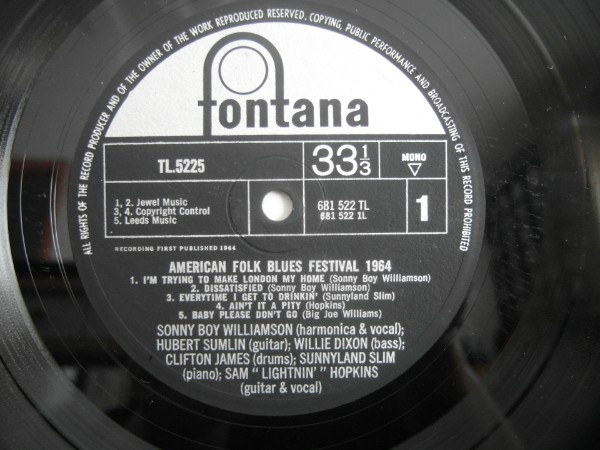 ALL RIGHTS OF THE RECORD PRODUCER AND OF THE OWNER OF THE WORK REPRODUCED RESERVED. COPYING, PUBLIC PERFORMANCE AND BROADCASTING OF THIS RECORD PROHIBITED
fontana
TL.5225
33 1/3
MONO
1, 2. Jewel Music
3, 4. Copyright Control
5. Leeds Music
681 522 TL
681 522 1L
1
RECORDING FIRST PUBLISHED 1964
AMERICAN FOLK BLUES FESTIVAL 1964
1. I'M TRYING TO MAKE LONDON MY HOME (Sonny Boy Williamson)
2. DISSATISFIED (Sonny Boy Williamson)
3. EVERYTIME I GET TO DRINKIN' (Sunnyland Slim)
4. AIN'T IT A PITY (Hopkins)
5. BABY PLEASE DON'T GO (Big Joe Williams)
SONNY BOY WILLIAMSON (harmonica & vocal);
HUBERT SUMLIN (guitar); WILLIE DIXON (bass);
CLIFTON JAMES (drums); SUNNYLAND SLIM
(piano); SAM "LIGHTNIN'" HOPKINS
(guitar & vocal)